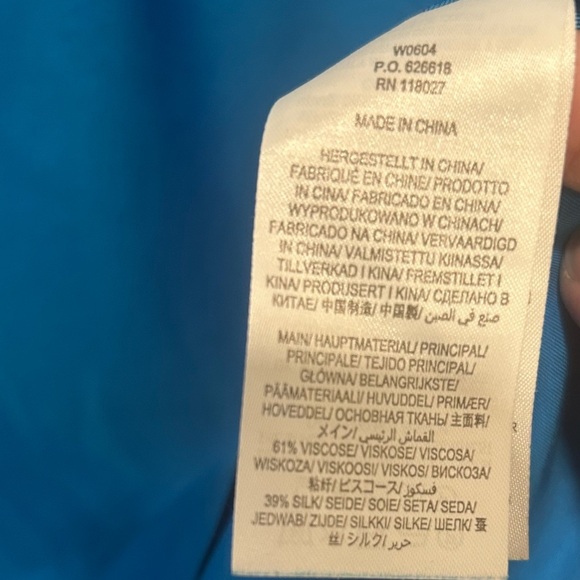 W0604
P.O. 626618
RN 118027
MADE IN CHINA
HERGESTELLT IN CHINA/
FABRIQUÉ EN CHINE/ PRODOTTO
IN CINA/ FABRICADO EN CHINA/
WYPRODUKOWANO W CHINACH/
FABRICADO NA CHINA/ VERVAARDIGD
IN CHINA/ VALMISTETTU KIINASSA/
TILLVERKAD I KINA/ FREMSTILLET I
KINA/ PRODUSERT I KINA/ СДЕЛАНО В
КИТАЕ/ 中国制造/ 中国製/ صنع في الصين
MAIN/ HAUPTMATERIAL/ PRINCIPAL/
PRINCIPALE/ TEJIDO PRINCIPAL/
GŁÓWNA/ BELANGRIJKSTE/
PÄÄMATERIAALI/ HUVUDDEL/ PRIMÆR/
HOVEDDEL/ ОСНОВНАЯ ТКАНЬ/ 主面料/
メイン/ القماش الرئيسي
61% VISCOSE/ VISKOSE/ VISCOSA/
WISKOZA/ VISKOOSI/ VISKOS/ ВИСКОЗА/
粘纤/ ビスコース/ فسكوز
39% SILK/ SEIDE/ SOIE/ SETA/ SEDA/
JEDWAB/ ZIJDE/ SILKKI/ SILKE/ ШЕЛК/ 蚕
丝/ シルク/ حرير
R